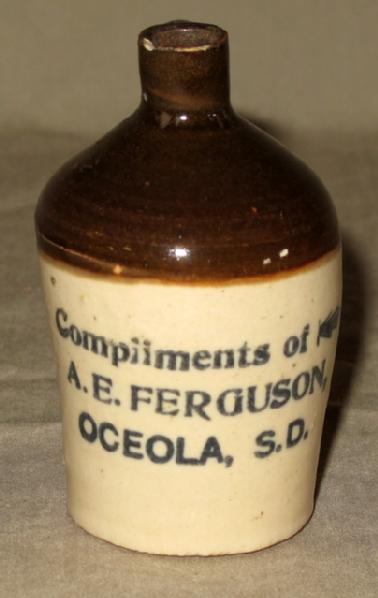 Compliments of
A.E. FERGUSON,
OCEOLA, S.D.